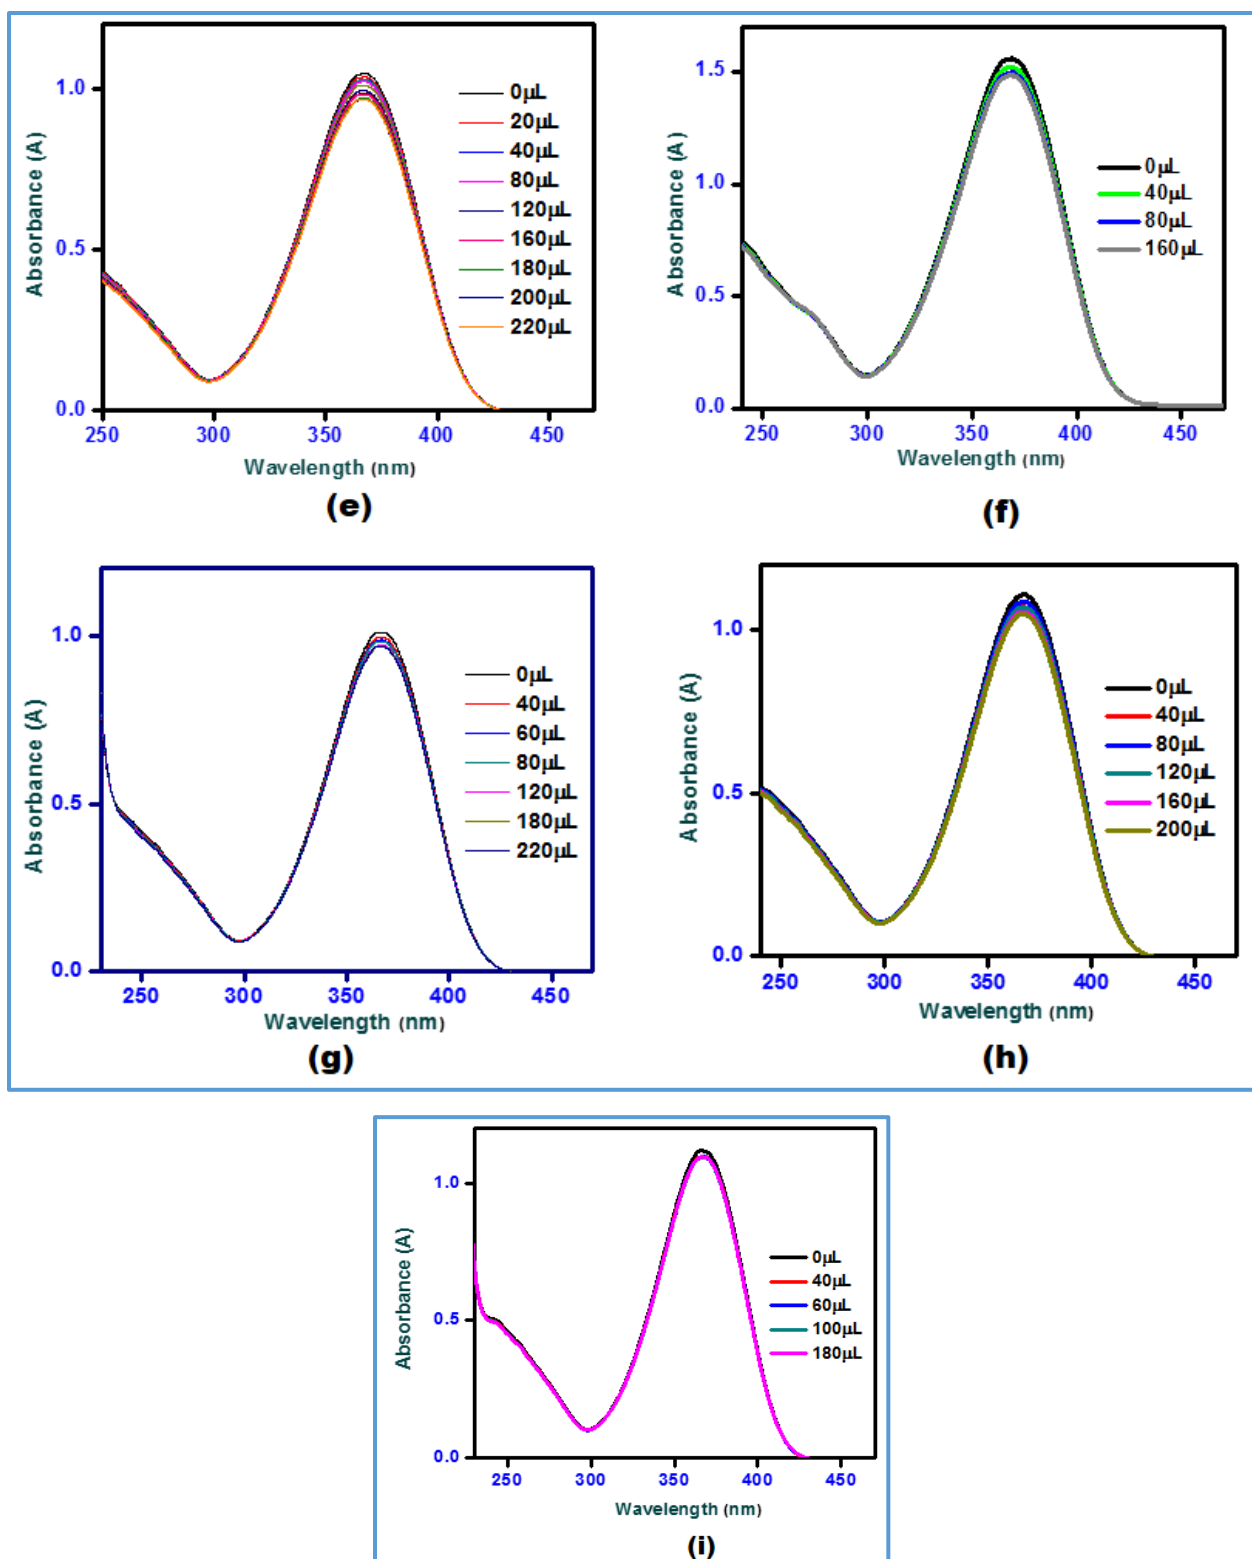 Absorbance (A)
1.0
0.5
0.0
0μL
20μL
40μL
80μL
120μL
160μL
180μL
200μL
220μL
250 300 350 400 450
Wavelength (nm)
(e)
Absorbance (A)
1.5
1.0
0.5
0.0
0μL
40μL
80μL
160μL
250 300 350 400 450
Wavelength (nm)
(f)
Absorbance (A)
1.0
0.5
0.0
0μL
40μL
60μL
80μL
120μL
180μL
220μL
250 300 350 400 450
Wavelength (nm)
(g)
Absorbance (A)
1.0
0.5
0.0
0μL
40μL
80μL
120μL
160μL
200μL
250 300 350 400 450
Wavelength (nm)
(h)
Absorbance (A)
1.0
0.5
0.0
0μL
40μL
60μL
100μL
180μL
250 300 350 400 450
Wavelength (nm)
(i)